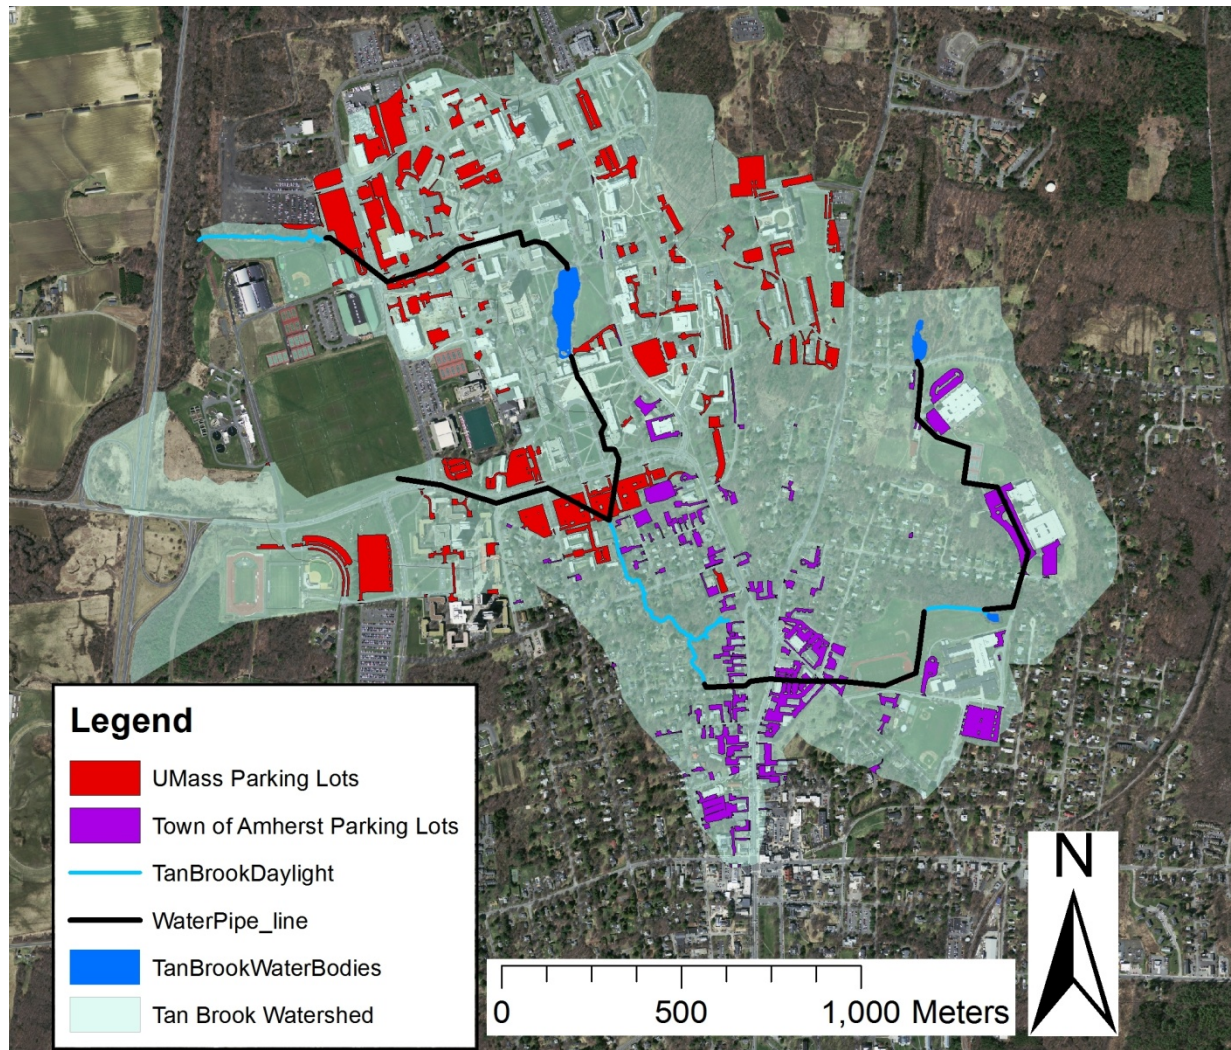 Legend
UMass Parking Lots
Town of Amherst Parking Lots
TanBrookDaylight
WaterPipe_line
TanBrookWaterBodies
Tan Brook Watershed
N
0 500 1,000 Meters